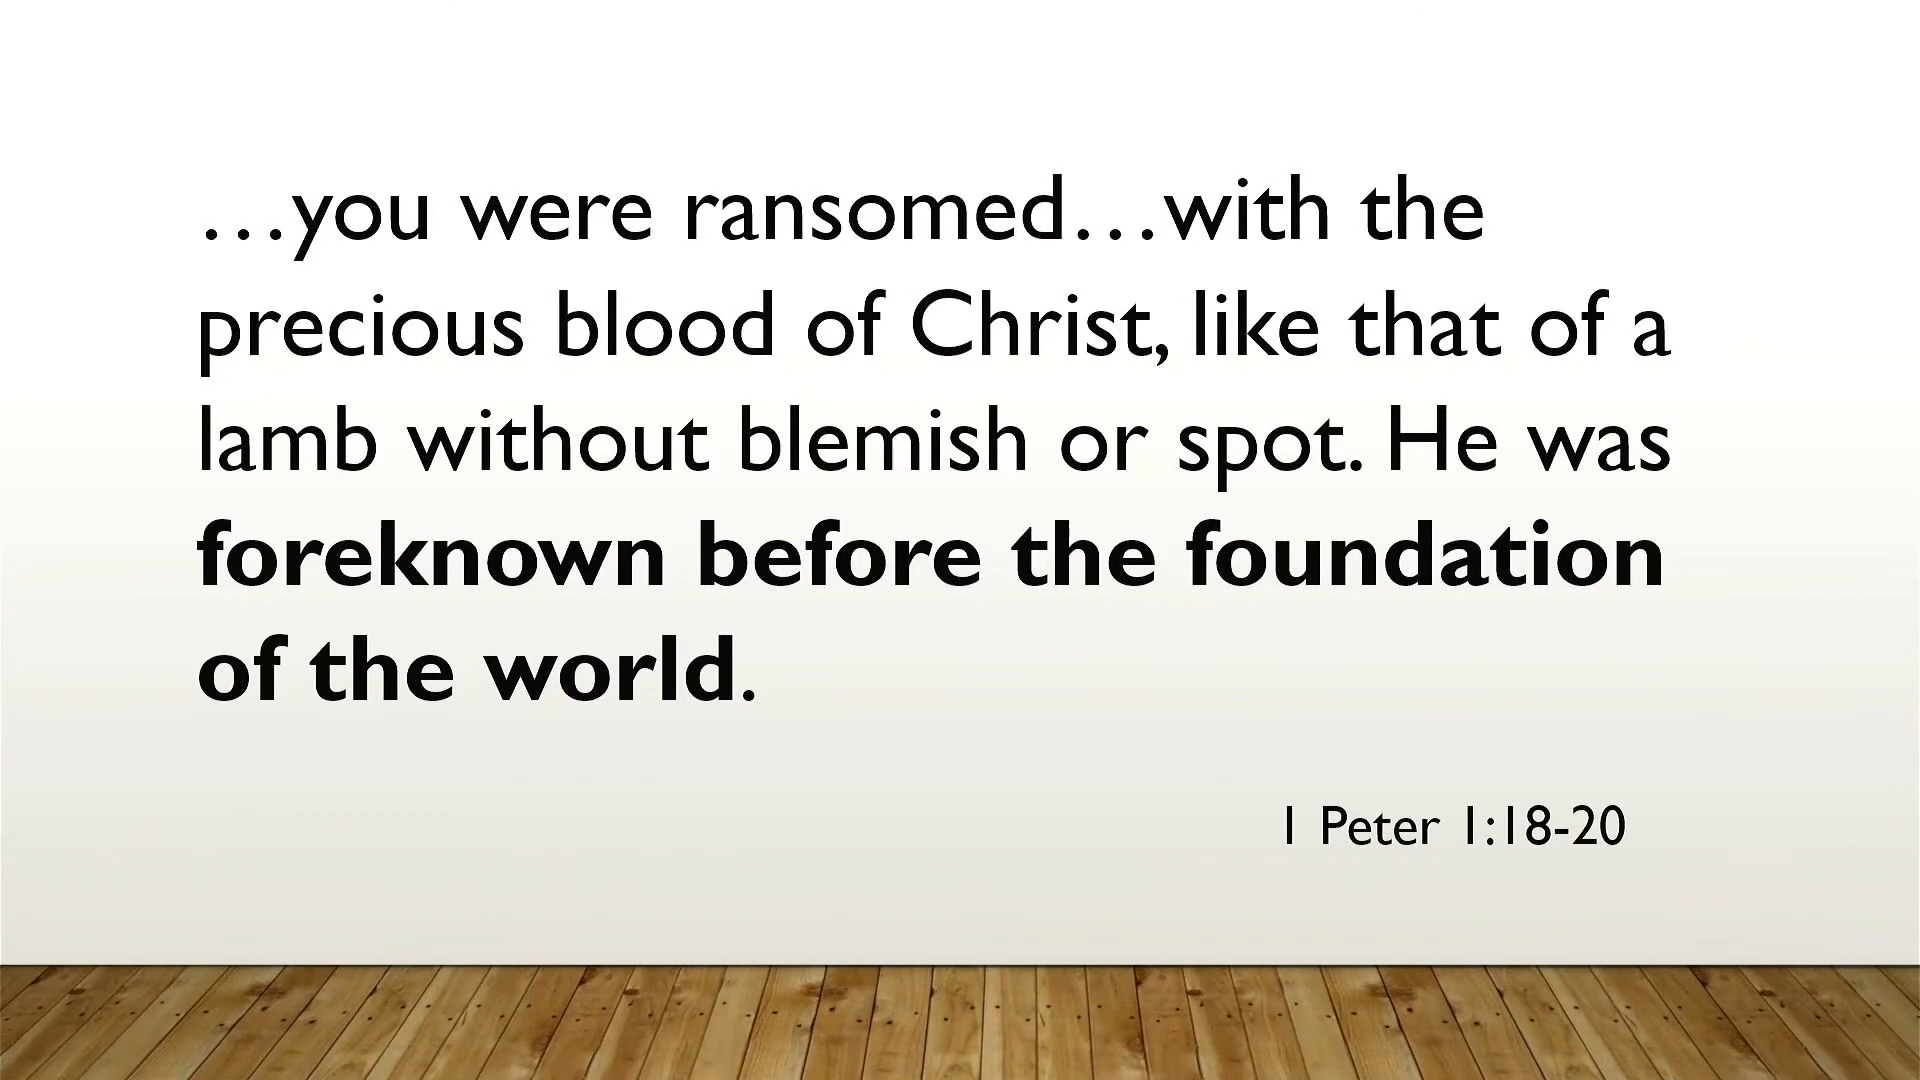 …you were ransomed…with the
precious blood of Christ, like that of a
lamb without blemish or spot. He was
foreknown before the foundation
of the world.
1 Peter 1:18-20